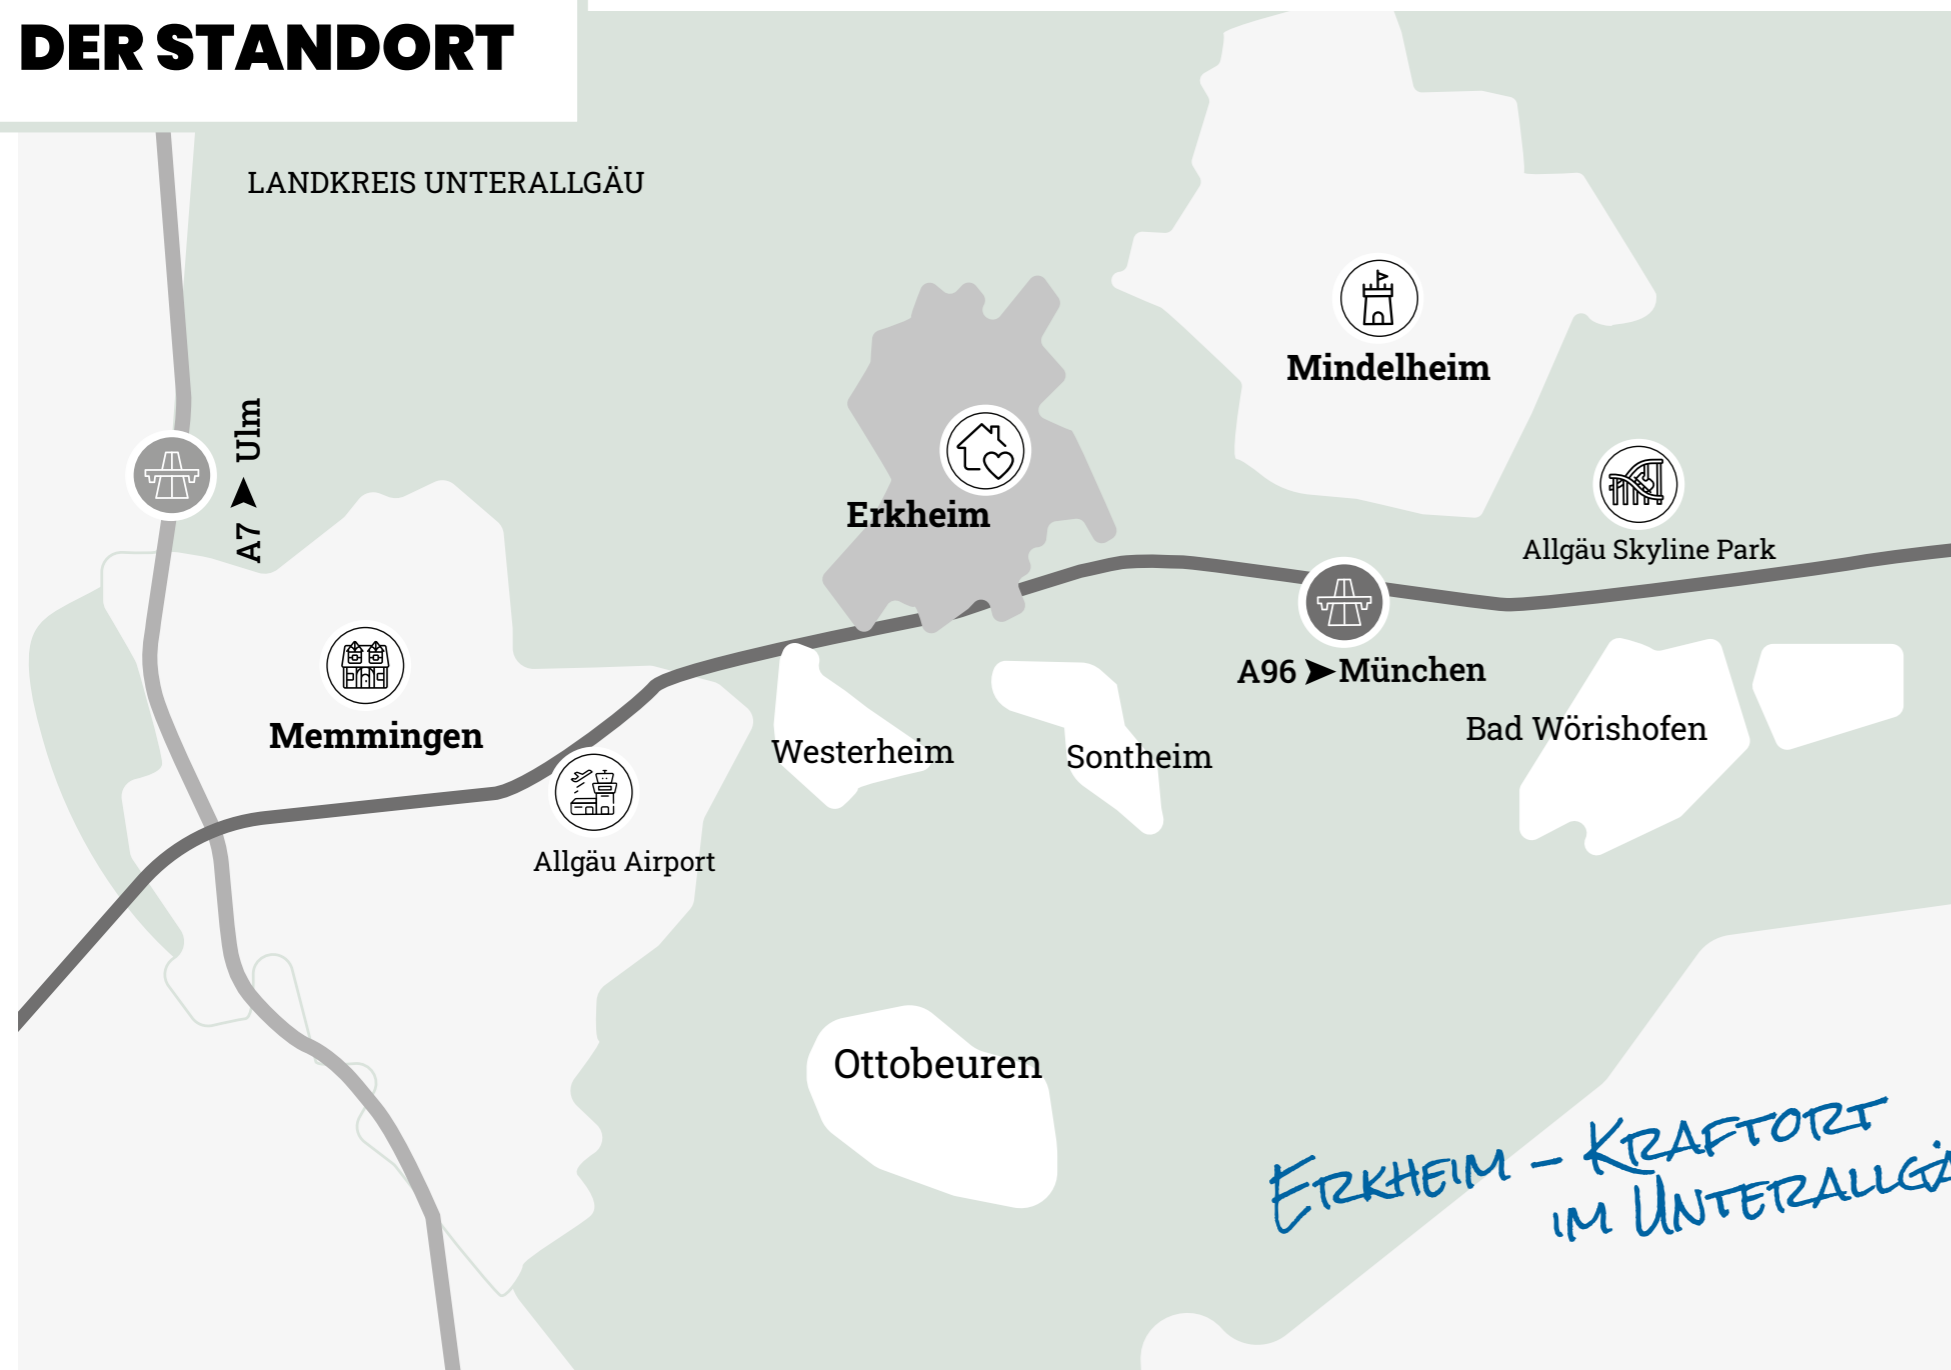 DER STANDORT
LANDKREIS UNTERALLGÄU
Mindelheim
A7 ➤ Ulm
Erkheim
Allgäu Skyline Park
A96 ➤ München
Memmingen
Westerheim
Sontheim
Bad Wörishofen
Allgäu Airport
Ottobeuren
ERKHEIM – KRAFTORT
IM UNTERALLGÄ